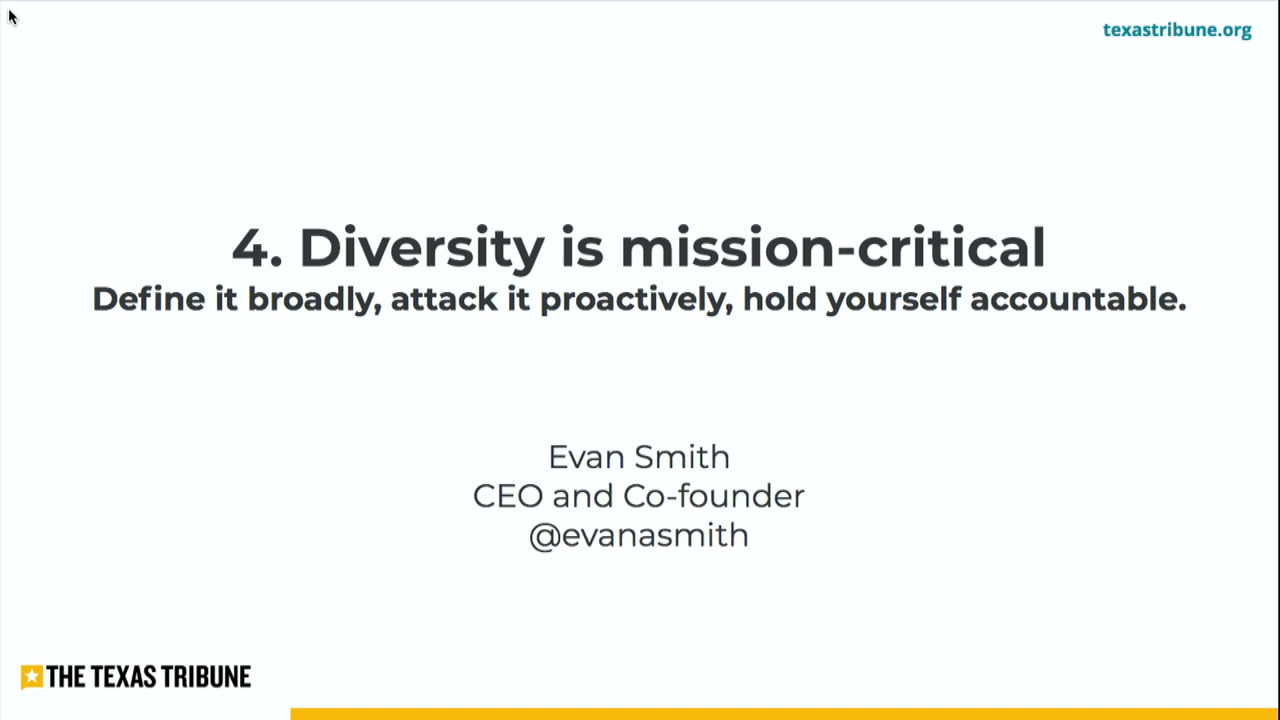 texastribune.org
4. Diversity is mission-critical
Define it broadly, attack it proactively, hold yourself accountable.
Evan Smith
CEO and Co-founder
@evanasmith
THE TEXAS TRIBUNE